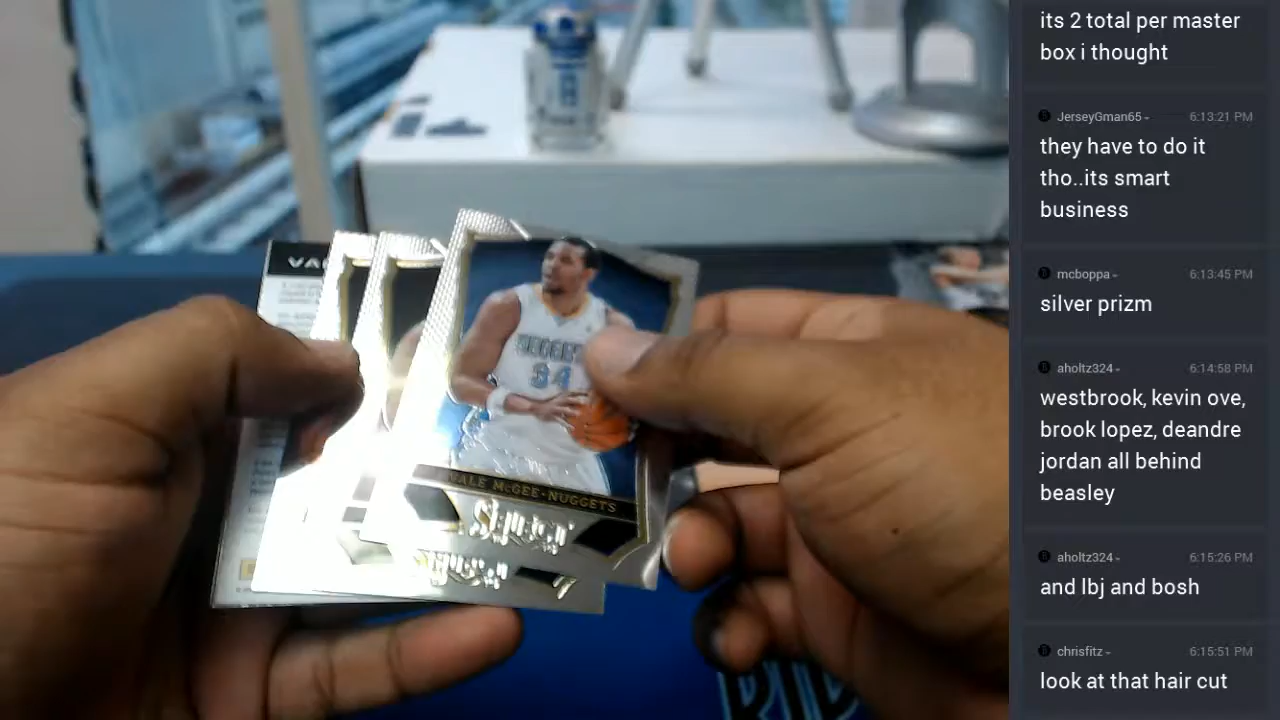 its 2 total per master
box i thought
JerseyGman65
6:13:21 PM
they have to do it
tho..its smart
business
mcboppa
6:13:45 PM
silver prizm
aholtz324
6:14:58 PM
westbrook, kevin ove,
brook lopez, deandre
jordan all behind
beasley
aholtz324
6:15:26 PM
and lbj and bosh
chrisfitz
6:15:51 PM
look at that hair cut
VA
NUGGETS
34
VALE McGEE·NUGGETS